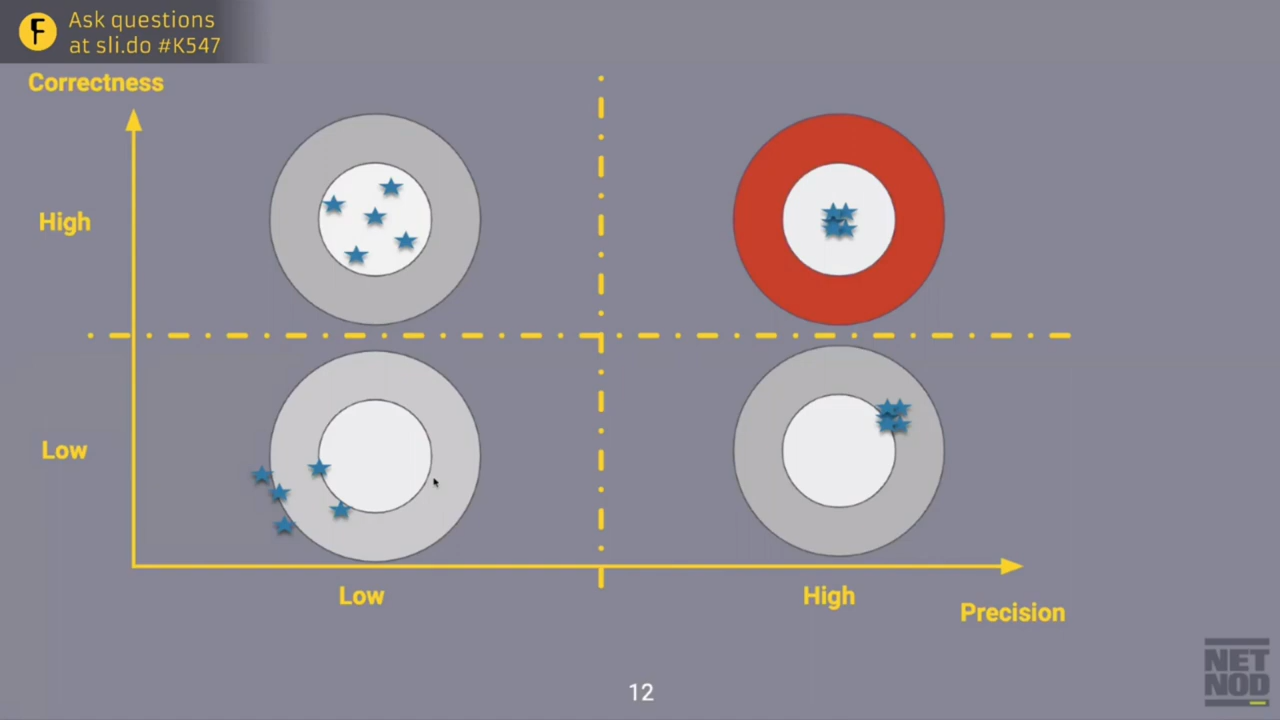 F
Ask questions
at sli.do #K547
Correctness
High
Low
Low
High
Precision
12
NET
NOD